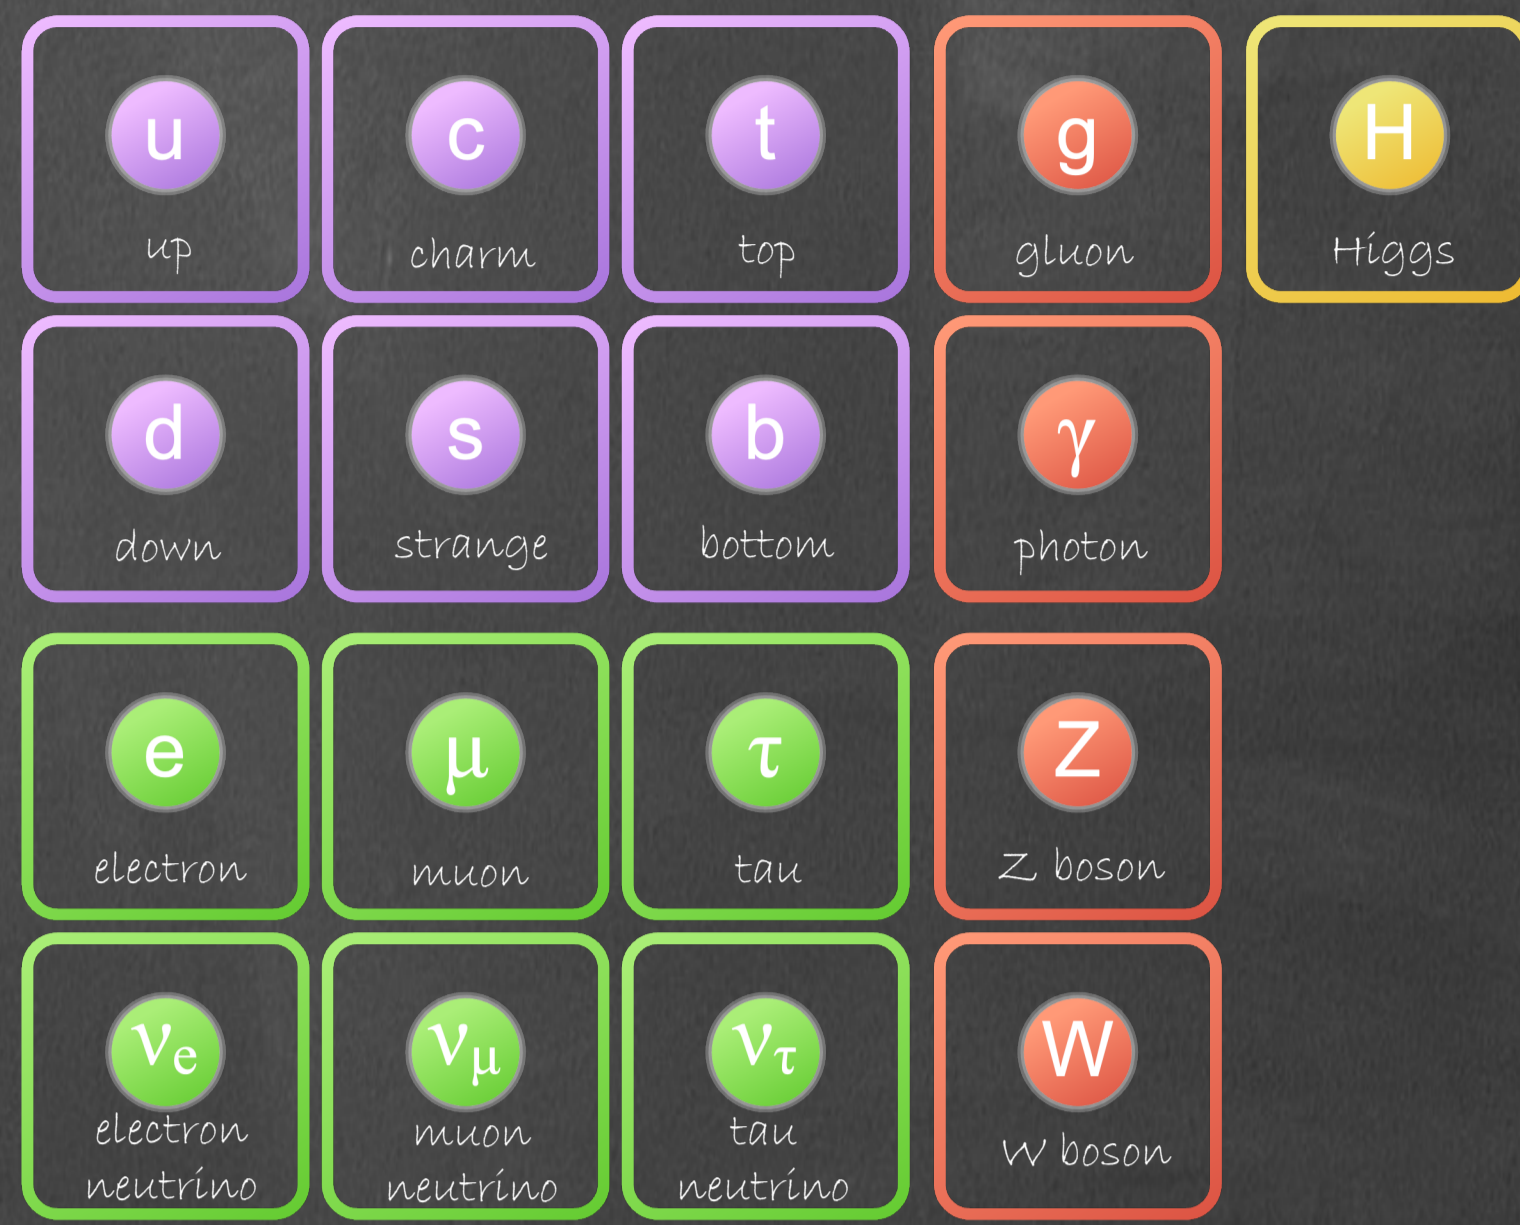 u
up
c
charm
t
top
g
gluon
H
Higgs
d
down
s
strange
b
bottom
γ
photon
e
electron
μ
muon
τ
tau
Z
Z boson
νe
electron
neutrino
νμ
muon
neutrino
ντ
tau
neutrino
W
W boson